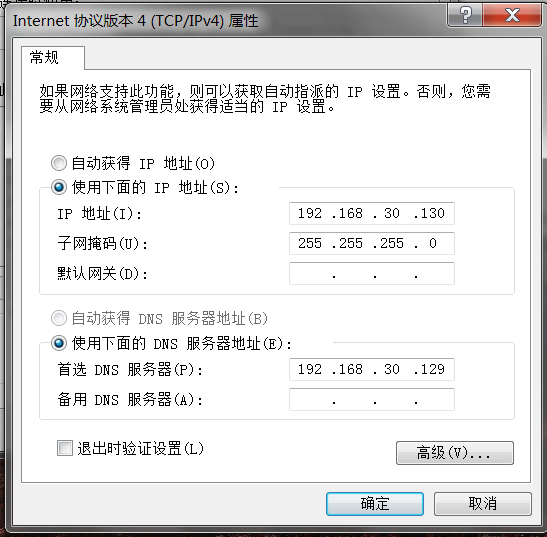 Internet 协议版本 4 (TCP/IPv4) 属性
常规
如果网络支持此功能，则可以获取自动指派的 IP 设置。否则，您需
要从网络系统管理员处获得适当的 IP 设置。
自动获得 IP 地址(O)
使用下面的 IP 地址(S):
IP 地址(I): 192 .168 . 30 .130
子网掩码(U): 255 .255 .255 . 0
默认网关(D): . . .
自动获得 DNS 服务器地址(B)
使用下面的 DNS 服务器地址(E):
首选 DNS 服务器(P): 192 .168 . 30 .129
备用 DNS 服务器(A): . . .
退出时验证设置(L)
高级(V)...
确定 取消